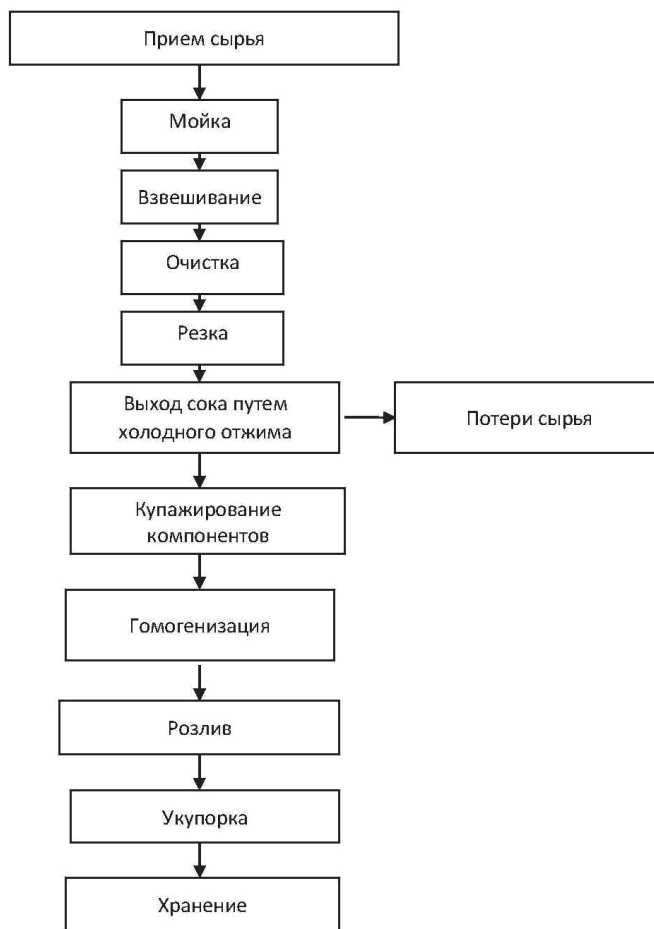 Прием сырья
Мойка
Взвешивание
Очистка
Резка
Выход сока путем
холодного отжима
Потери сырья
Купажирование
компонентов
Гомогенизация
Розлив
Укупорка
Хранение